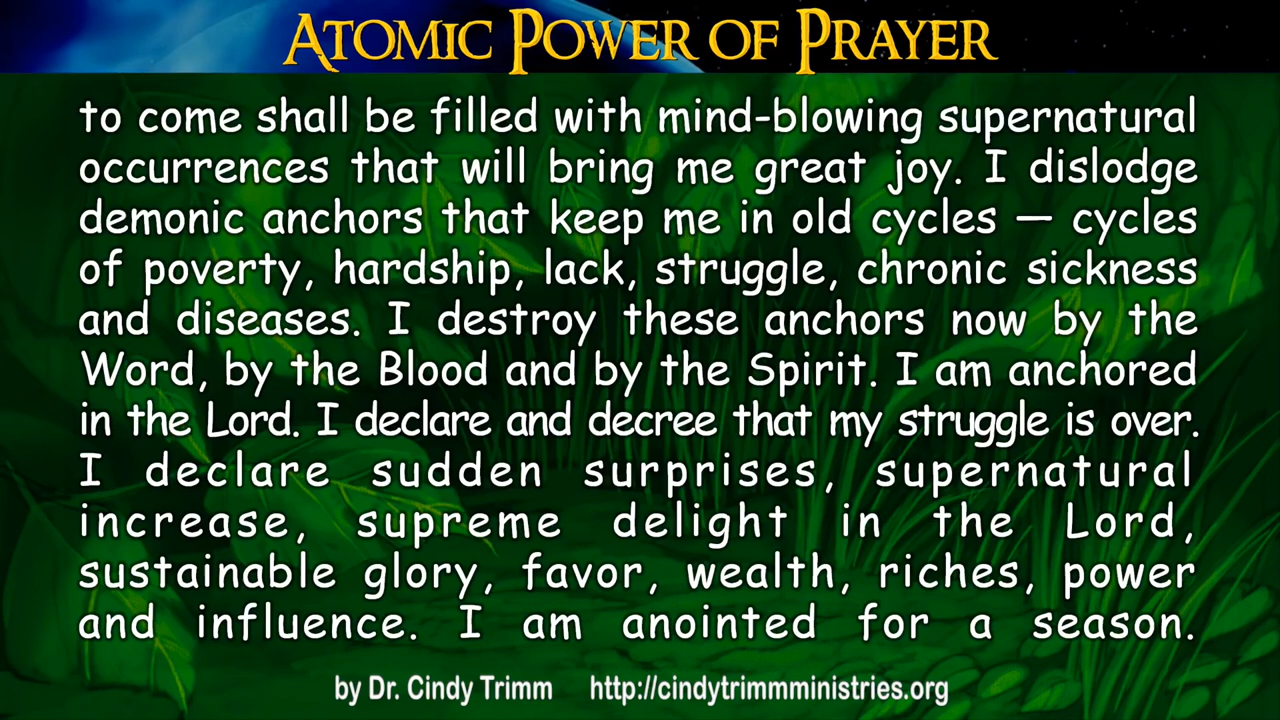 ATOMIC POWER OF PRAYER
to come shall be filled with mind-blowing supernatural
occurrences that will bring me great joy. I dislodge
demonic anchors that keep me in old cycles — cycles
of poverty, hardship, lack, struggle, chronic sickness
and diseases. I destroy these anchors now by the
Word, by the Blood and by the Spirit. I am anchored
in the Lord. I declare and decree that my struggle is over.
I declare sudden surprises, supernatural
increase, supreme delight in the Lord,
sustainable glory, favor, wealth, riches, power
and influence. I am anointed for a season.
by Dr. Cindy Trimm http://cindytrimmministries.org